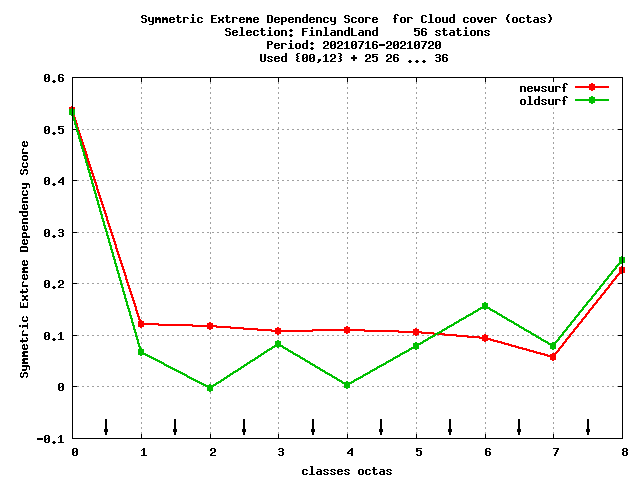 Symmetric Extreme Dependency Score  for Cloud cover (octas)
Selection: FinlandLand     56 stations
Period: 20210716-20210720
Used {00,12} + 25 26 ... 36
newsurf
oldsurf
Symmetric Extreme Dependency Score
0.6
0.5
0.4
0.3
0.2
0.1
0
-0.1
0 1 2 3 4 5 6 7 8
classes octas